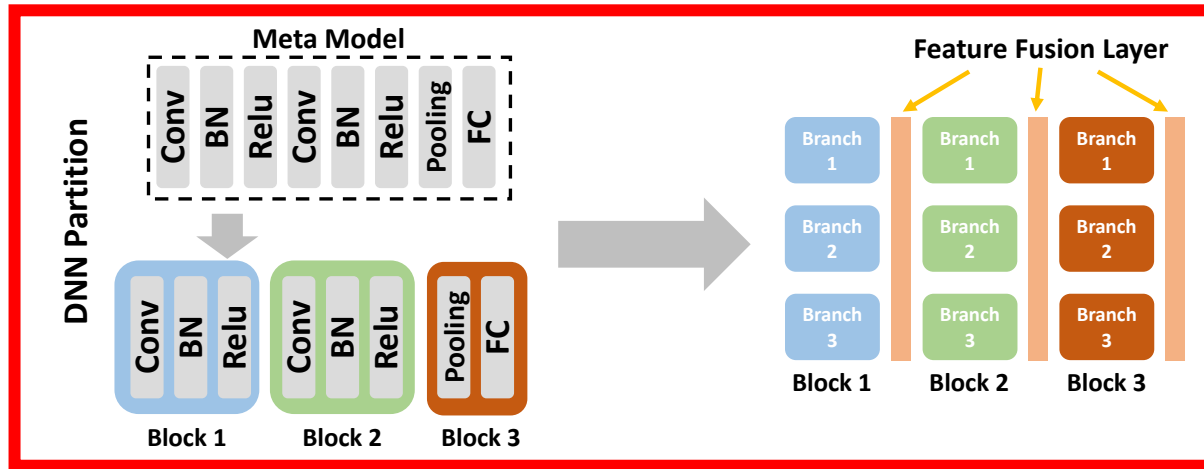 Meta Model
Conv
BN
Relu
Conv
BN
Relu
Pooling
FC
DNN Partition
Conv
BN
Relu
Conv
BN
Relu
Pooling
FC
Block 1
Block 2
Block 3
Feature Fusion Layer
Branch
1
Branch
1
Branch
1
Branch
2
Branch
2
Branch
2
Branch
3
Branch
3
Branch
3
Block 1
Block 2
Block 3